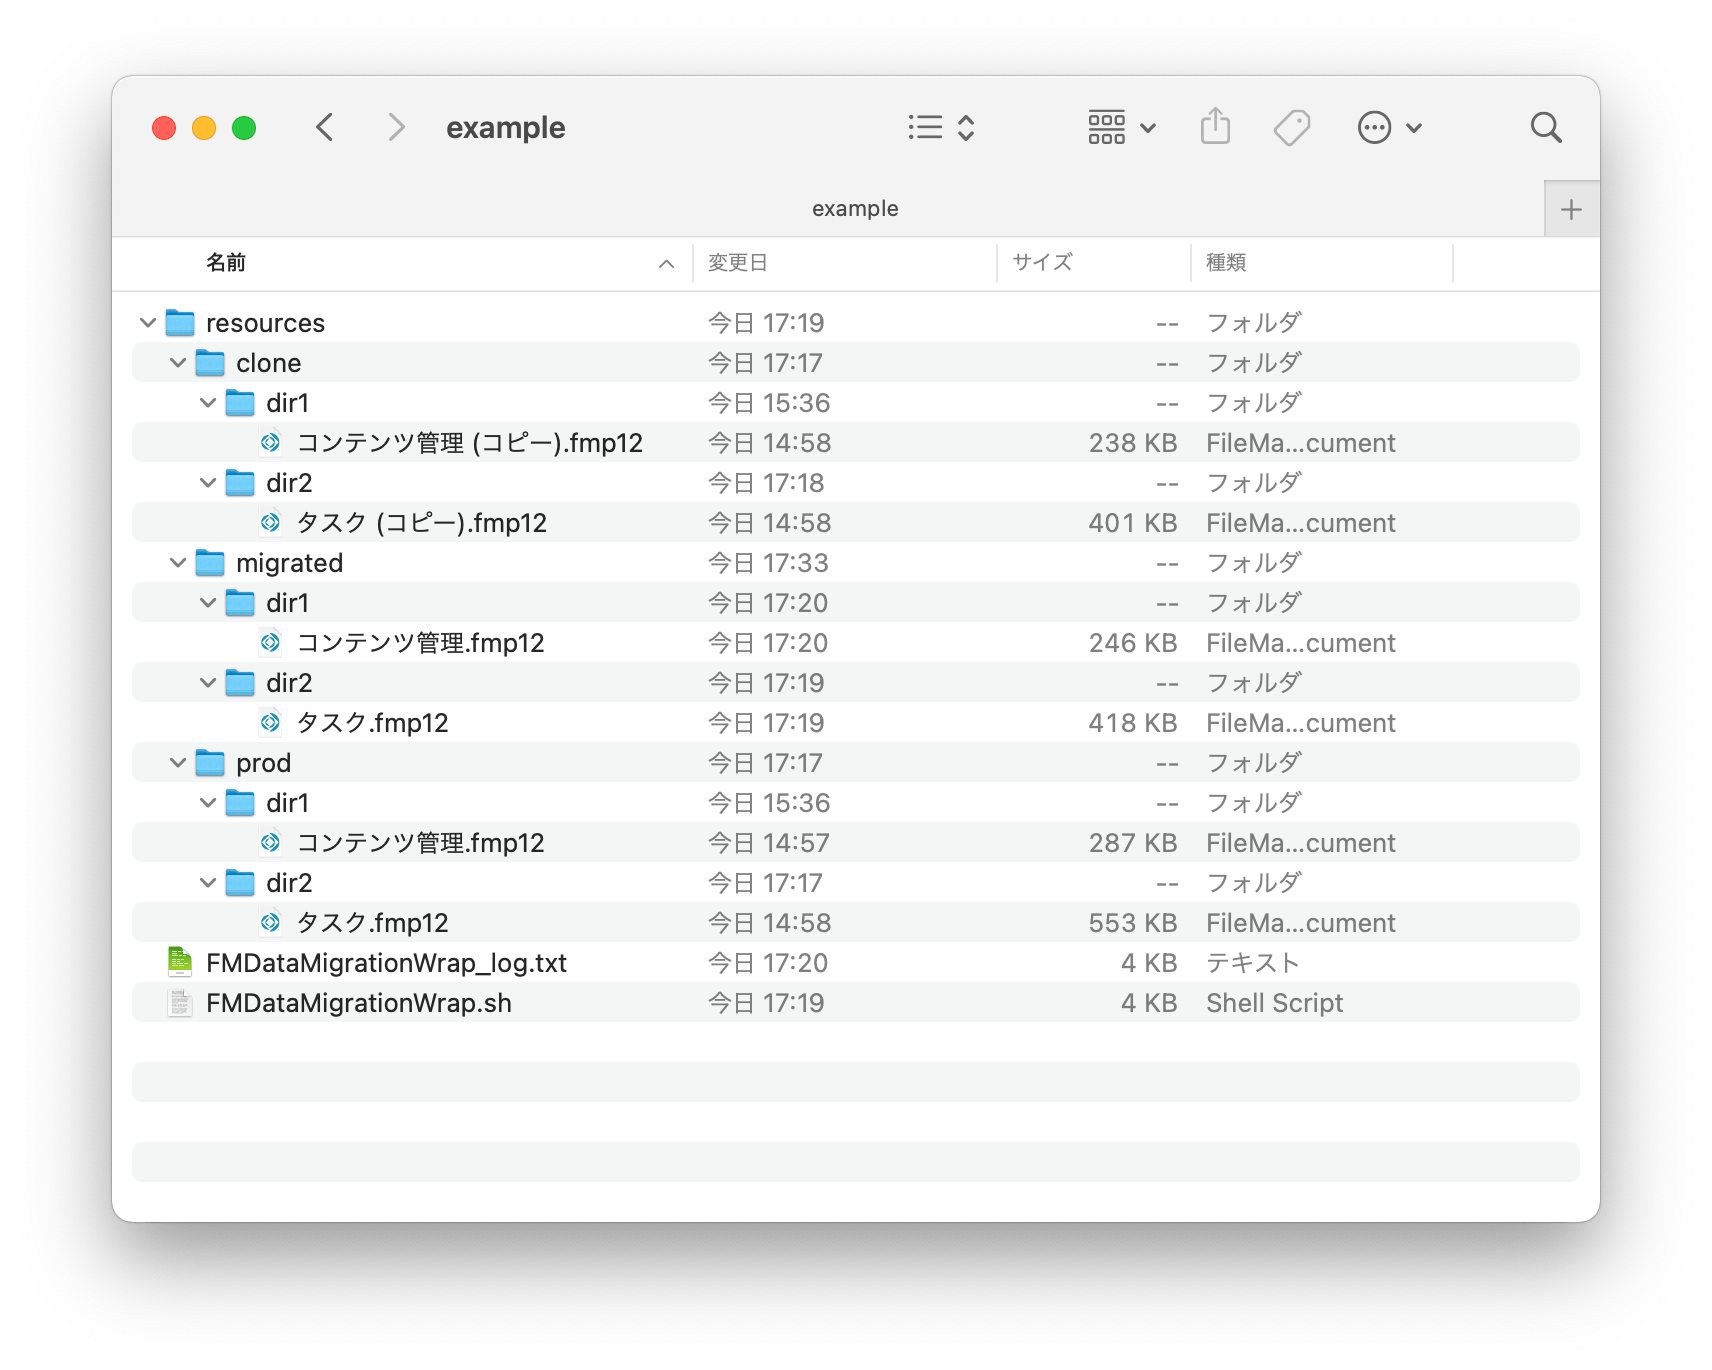 example
example
名前 変更日 サイズ 種類
resources 今日 17:19 -- フォルダ
clone 今日 17:17 -- フォルダ
dir1 今日 15:36 -- フォルダ
コンテンツ管理 (コピー).fmp12 今日 14:58 238 KB FileMa...cument
dir2 今日 17:18 -- フォルダ
タスク (コピー).fmp12 今日 14:58 401 KB FileMa...cument
migrated 今日 17:33 -- フォルダ
dir1 今日 17:20 -- フォルダ
コンテンツ管理.fmp12 今日 17:20 246 KB FileMa...cument
dir2 今日 17:19 -- フォルダ
タスク.fmp12 今日 17:19 418 KB FileMa...cument
prod 今日 17:17 -- フォルダ
dir1 今日 15:36 -- フォルダ
コンテンツ管理.fmp12 今日 14:57 287 KB FileMa...cument
dir2 今日 17:17 -- フォルダ
タスク.fmp12 今日 14:58 553 KB FileMa...cument
FMDataMigrationWrap_log.txt 今日 17:20 4 KB テキスト
FMDataMigrationWrap.sh 今日 17:19 4 KB Shell Script